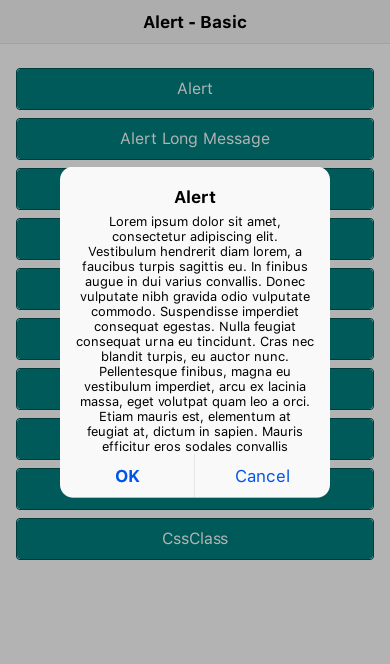 Alert - Basic
Alert
Alert Long Message
Alert
Lorem ipsum dolor sit amet,
consectetur adipiscing elit.
Vestibulum hendrerit diam lorem, a
faucibus turpis sagittis eu. In finibus
augue in dui varius convallis. Donec
vulputate nibh gravida odio vulputate
commodo. Suspendisse imperdiet
consequat egestas. Nulla feugiat
consequat urna eu tincidunt. Cras nec
blandit turpis, eu auctor nunc.
Pellentesque finibus, magna eu
vestibulum imperdiet, arcu ex lacinia
massa, eget volutpat quam leo a orci.
Etiam mauris est, elementum at
feugiat at, dictum in sapien. Mauris
efficitur eros sodales convallis
OK
Cancel
CssClass